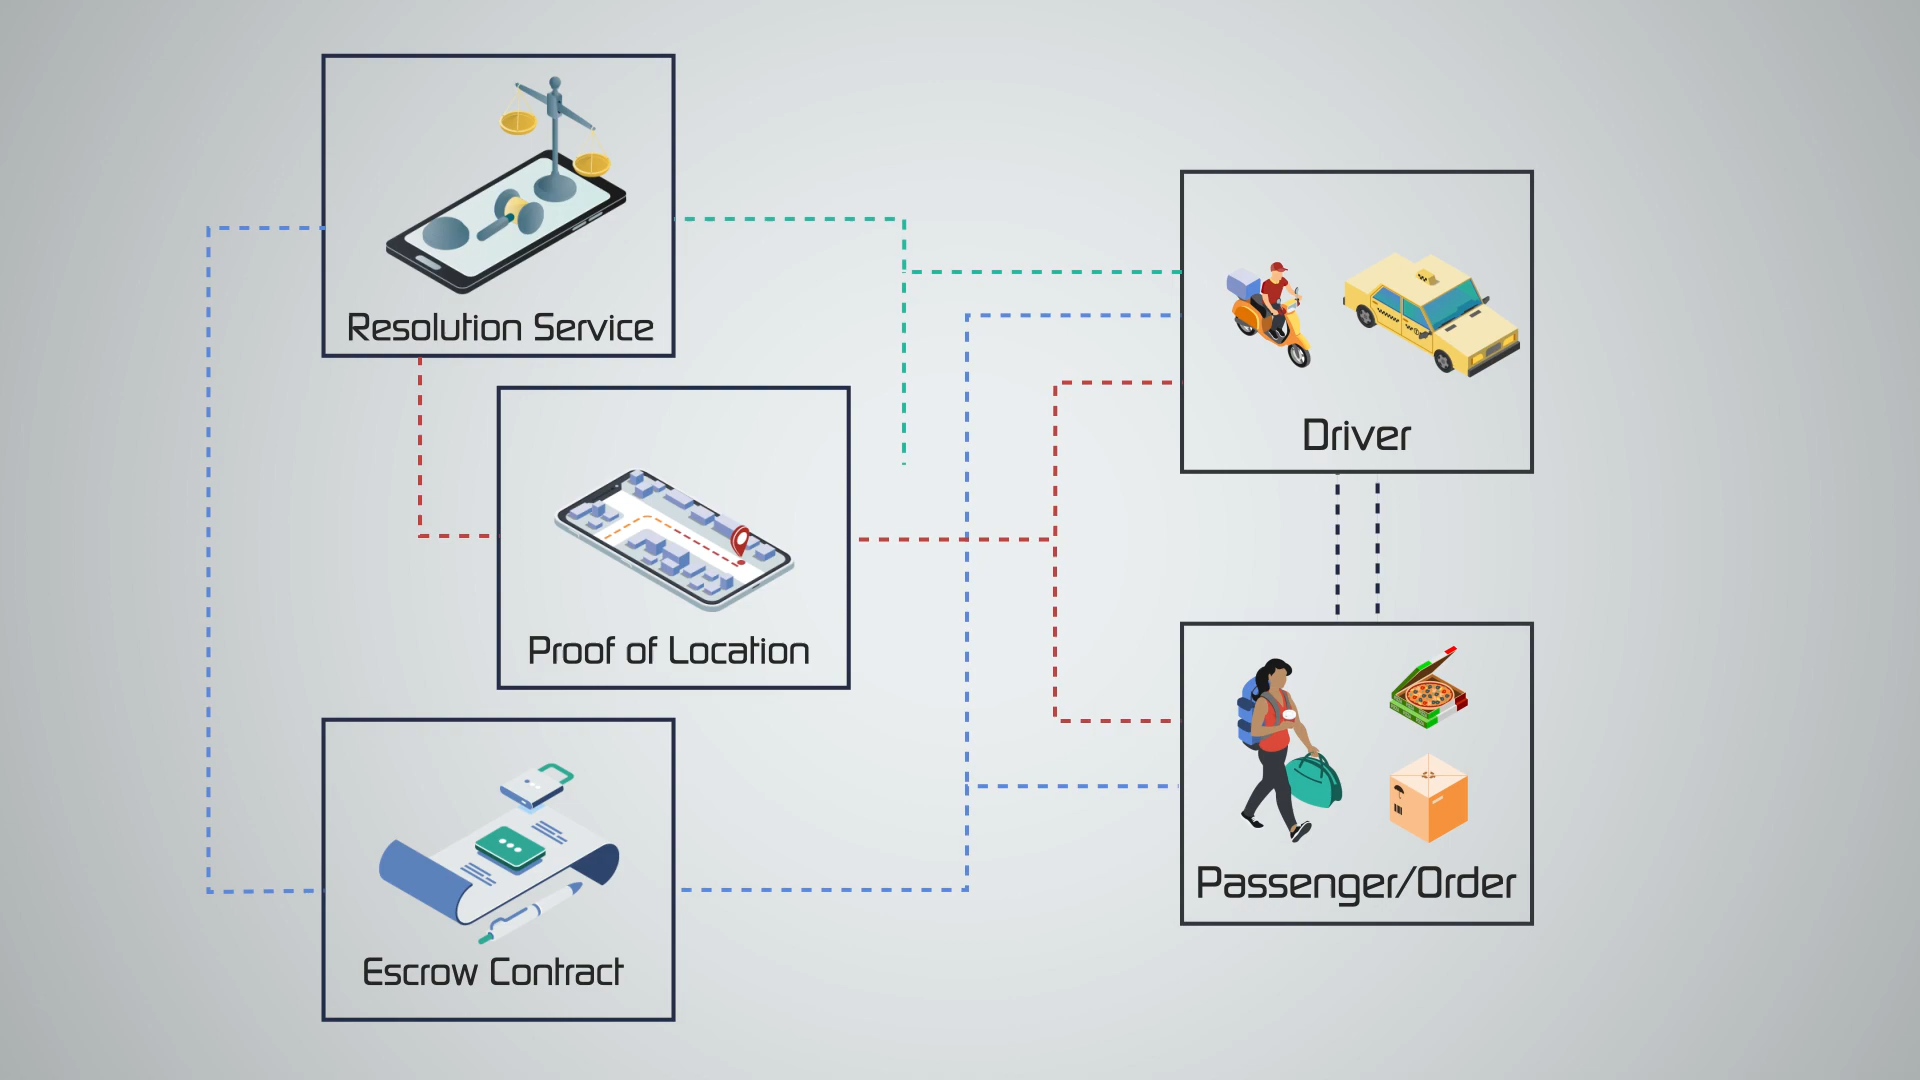 Resolution Service
Proof of Location
Escrow Contract
Driver
Passenger/Order